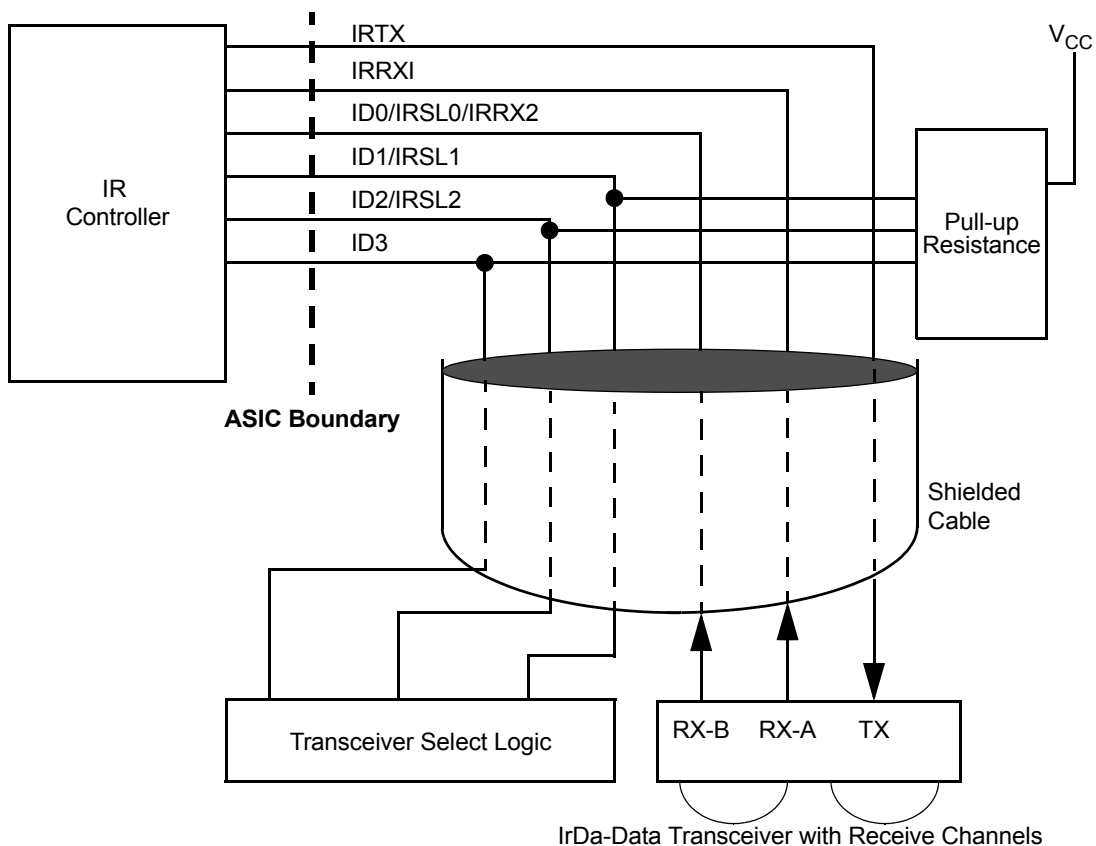 IRTX
V_CC
IRRXI
ID0/IRSL0/IRRX2
ID1/IRSL1
IR
Controller
ID2/IRSL2
ID3
Pull-up
Resistance
ASIC Boundary
Shielded
Cable
Transceiver Select Logic
RX-B RX-A TX
IrDa-Data Transceiver with Receive Channels